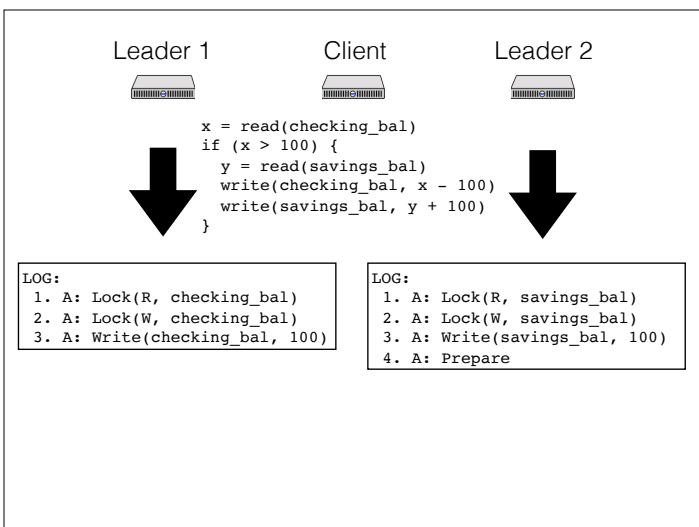 Leader 1
Client
Leader 2
x = read(checking_bal)
if (x > 100) {
  y = read(savings_bal)
  write(checking_bal, x - 100)
  write(savings_bal, y + 100)
}
LOG:
1. A: Lock(R, checking_bal)
2. A: Lock(W, checking_bal)
3. A: Write(checking_bal, 100)
LOG:
1. A: Lock(R, savings_bal)
2. A: Lock(W, savings_bal)
3. A: Write(savings_bal, 100)
4. A: Prepare